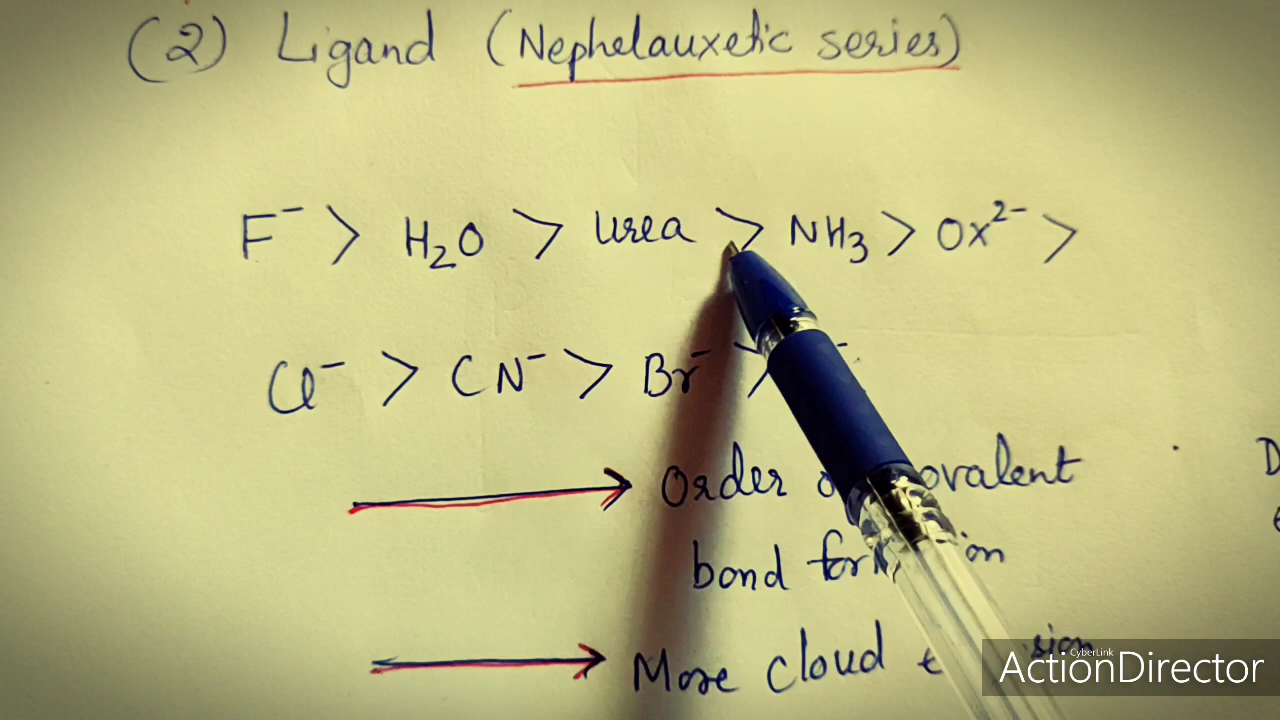 (2) Ligand (Nephelauxetic series)
F⁻ > H₂O > Urea > NH₃ > Ox²⁻ >
Cl⁻ > CN⁻ > Br⁻ >
Order
bond
More cloud
CyberLink
ActionDirector